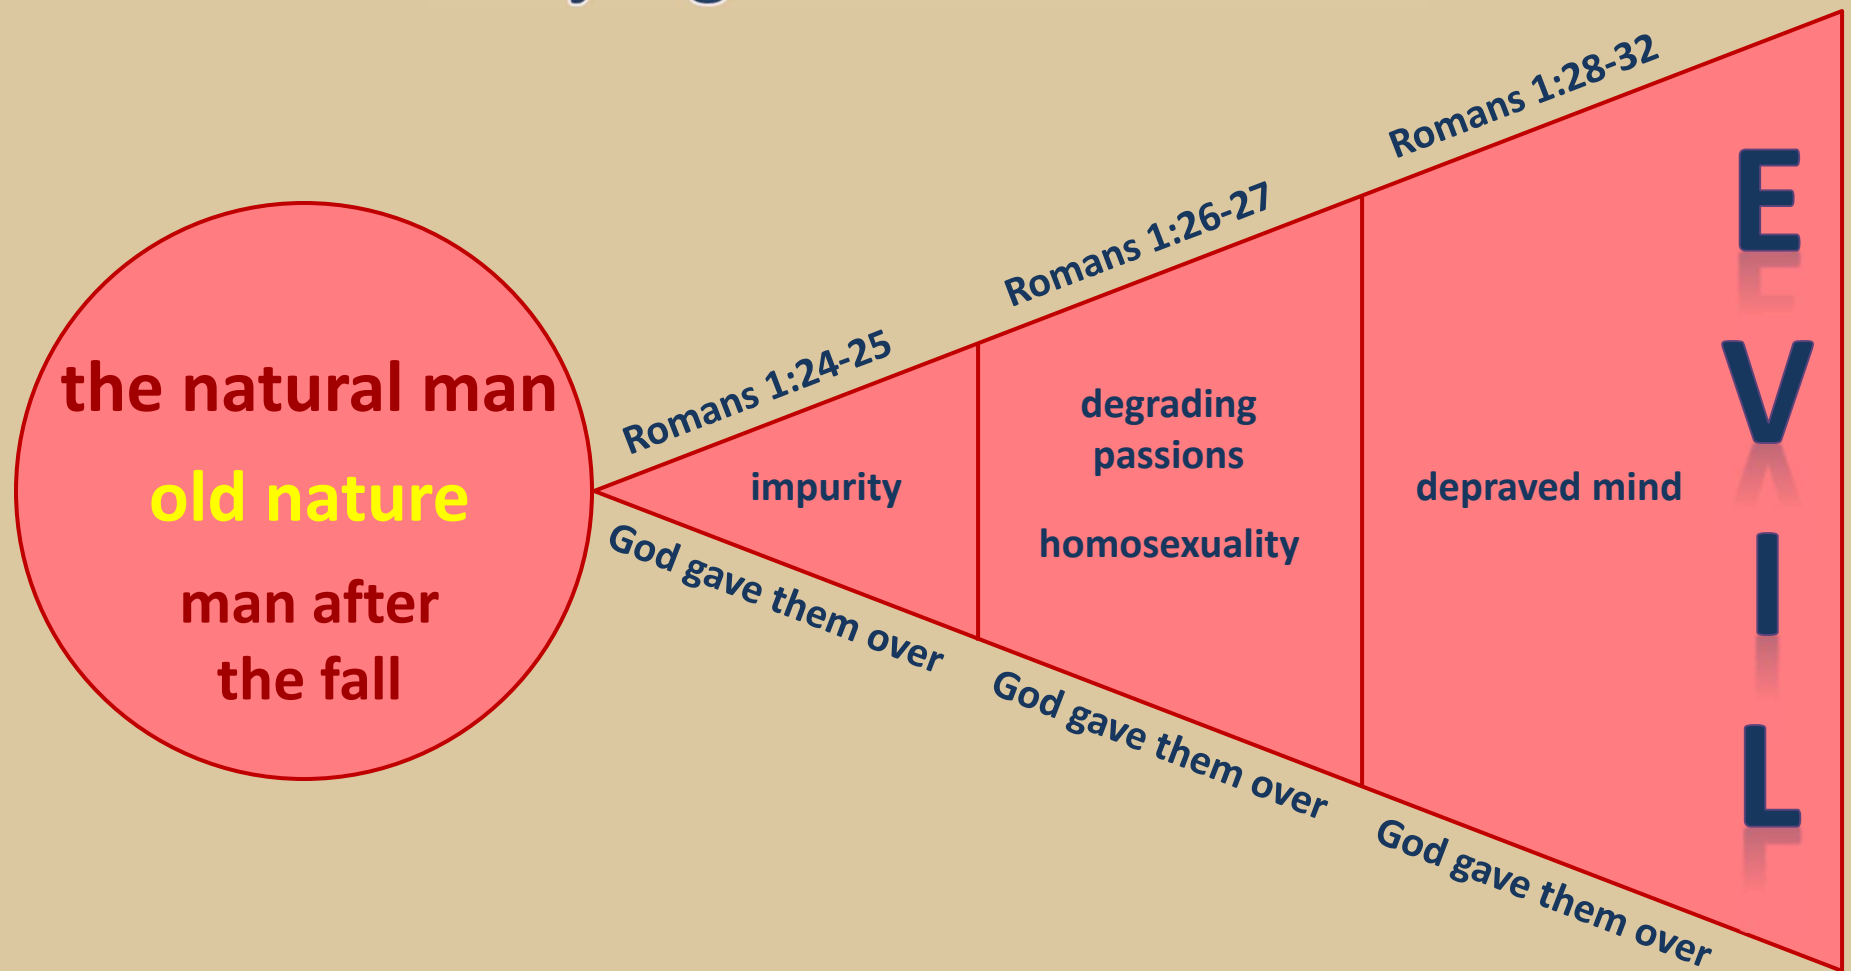 the natural man
old nature
man after
the fall
Romans 1:24-25
impurity
God gave them over
Romans 1:26-27
degrading
passions
homosexuality
God gave them over
Romans 1:28-32
depraved mind
God gave them over
E
V
I
L